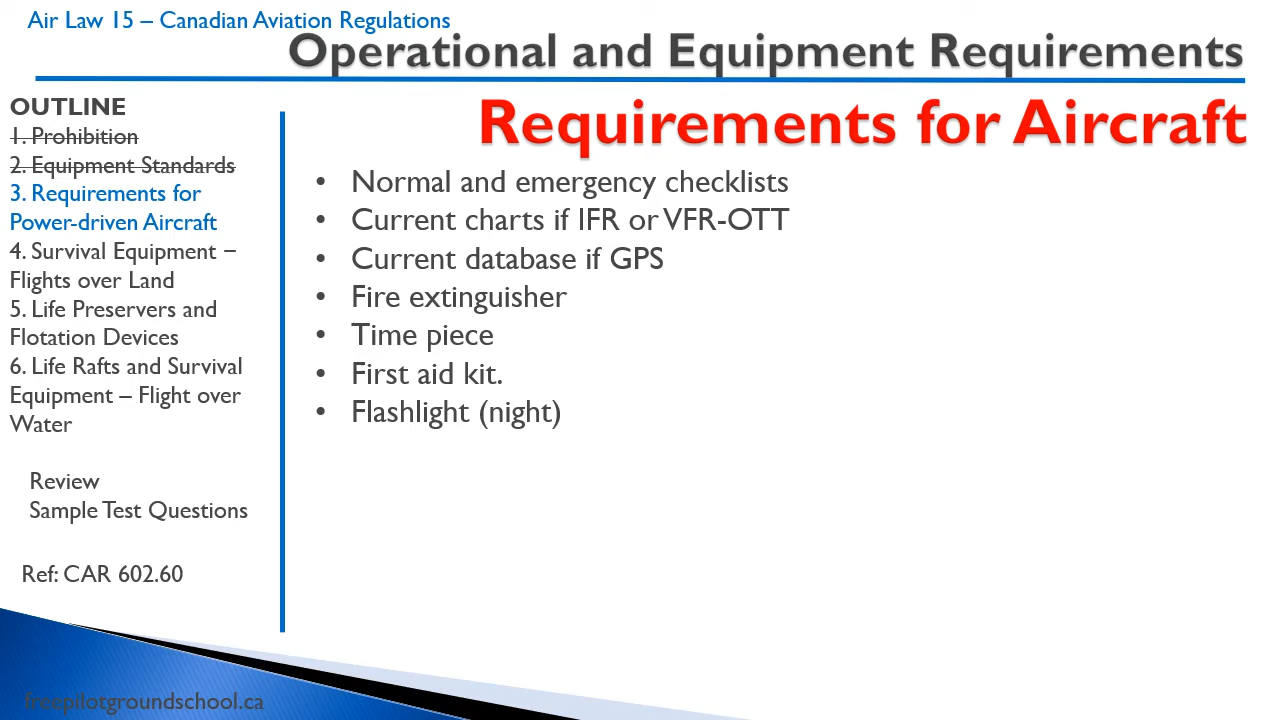 Air Law 15 – Canadian Aviation Regulations
Operational and Equipment Requirements
OUTLINE
1. Prohibition
2. Equipment Standards
3. Requirements for
Power-driven Aircraft
4. Survival Equipment –
Flights over Land
5. Life Preservers and
Flotation Devices
6. Life Rafts and Survival
Equipment – Flight over
Water
Review
Sample Test Questions
Ref: CAR 602.60
Requirements for Aircraft
• Normal and emergency checklists
• Current charts if IFR or VFR-OTT
• Current database if GPS
• Fire extinguisher
• Time piece
• First aid kit.
• Flashlight (night)
freepilotgroundschool.ca